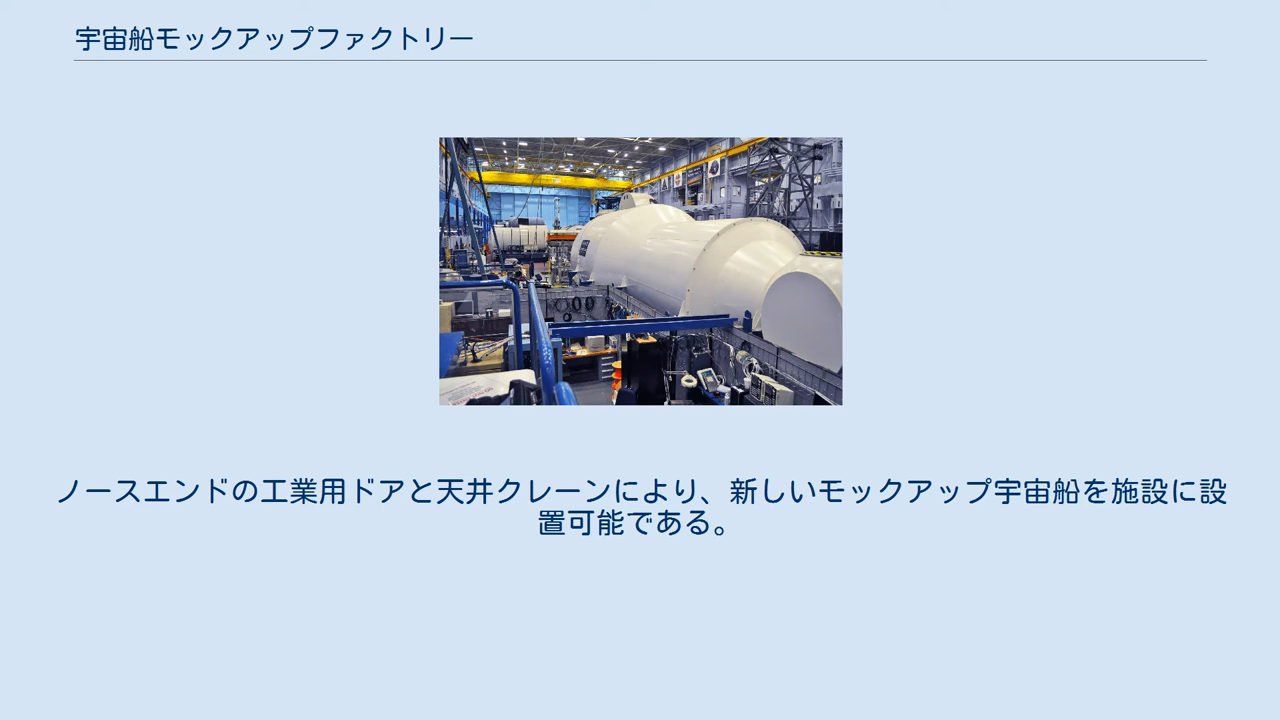 宇宙船モックアップファクトリー
ノースエンドの工業用ドアと天井クレーンにより、新しいモックアップ宇宙船を施設に設
置可能である。